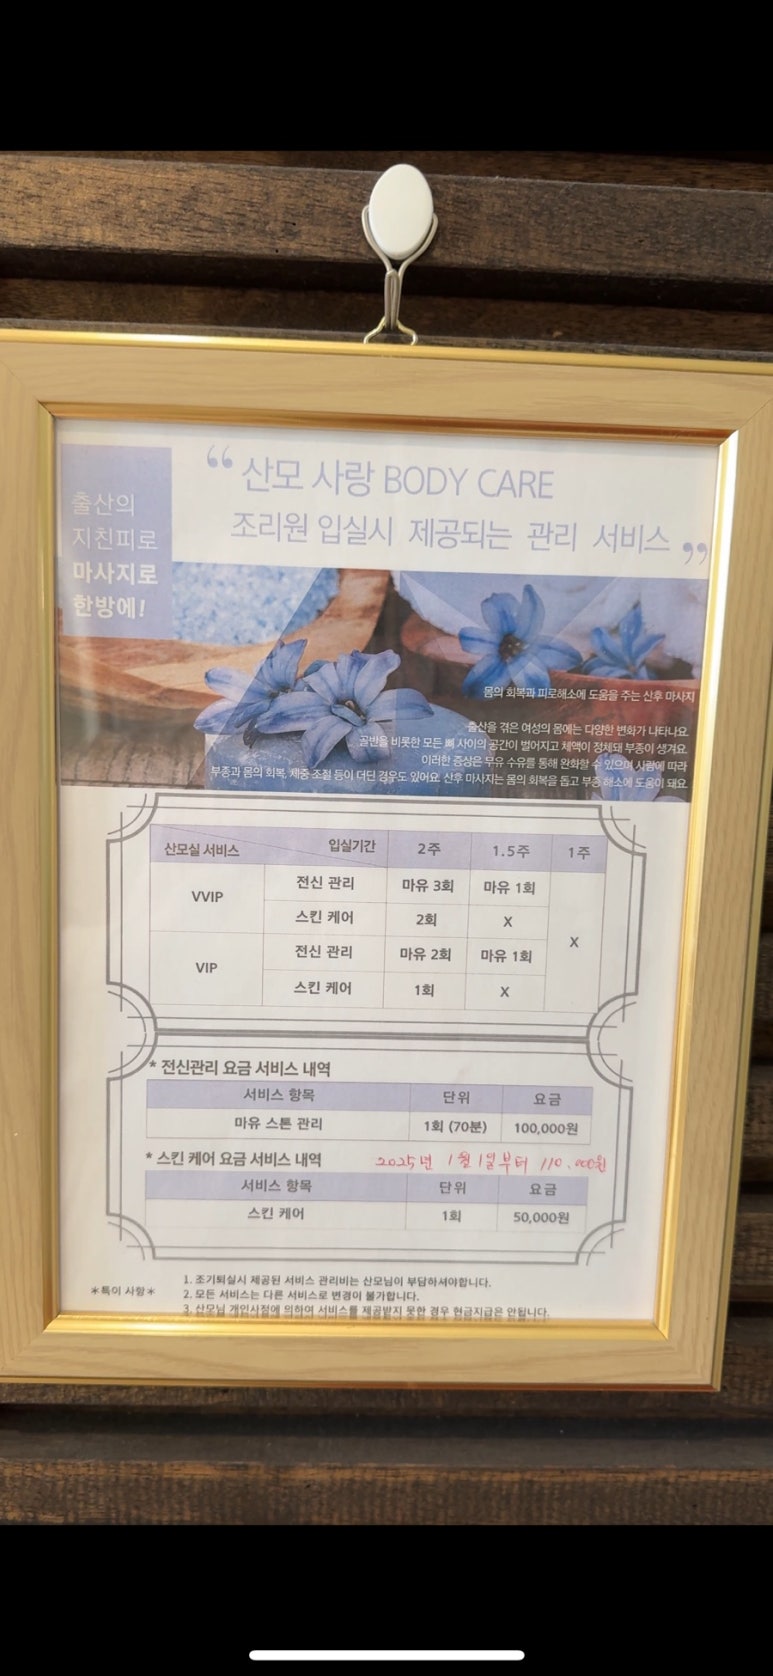 출산의
지친피로
마사지로
한방에!
“ 산모 사랑 BODY CARE
조리원 입실시 제공되는 관리 서비스 ”
몸의 회복과 피로해소에 도움을 주는 산후 마사지
출산을 겪은 여성의 몸에는 다양한 변화가 나타나요.
골반을 비롯한 모든 뼈 사이의 공간이 벌어지고 체액이 정체돼 부종이 생겨요.
이러한 증상은 모유 수유를 통해 완화할 수 있으며 사람에 따라
부종과 몸의 회복, 체중 조절 등이 더딘 경우도 있어요. 산후 마사지는 몸의 회복을 돕고 부종 해소에 도움이 돼요.
산모실 서비스 입실기간 2주 1.5주 1주
VVIP 전신 관리 마유 3회 마유 1회
스킨 케어 2회 X
X
VIP 전신 관리 마유 2회 마유 1회
스킨 케어 1회 X
* 전신관리 요금 서비스 내역
서비스 항목 단위 요금
마유 스톤 관리 1회 (70분) 100,000원
* 스킨 케어 요금 서비스 내역 2025년 1월 1일부터 110.000원
서비스 항목 단위 요금
스킨 케어 1회 50,000원
*특이 사항*
1. 조기퇴실시 제공된 서비스 관리비는 산모님이 부담하셔야합니다.
2. 모든 서비스는 다른 서비스로 변경이 불가합니다.
3. 산모님 개인사정에 의하여 서비스를 제공받지 못한 경우 현금지급은 안됩니다.